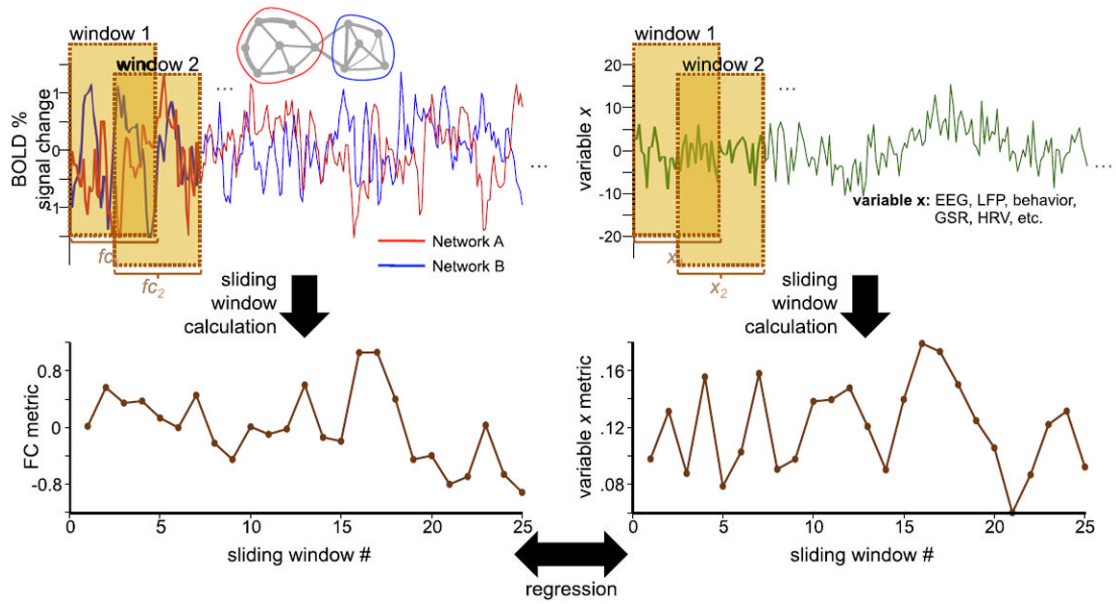 window 1
window 2
...
BOLD %
signal change
1
0
-1
...
Network A
Network B
fc
fc2
sliding
window
calculation
window 1
window 2
...
variable x
20
10
0
-10
-20
...
variable x: EEG, LFP, behavior,
GSR, HRV, etc.
x
x2
sliding
window
calculation
FC metric
0.8
0
-0.8
0 5 10 15 20 25
sliding window #
variable x metric
.16
.12
.08
0 5 10 15 20 25
sliding window #
regression